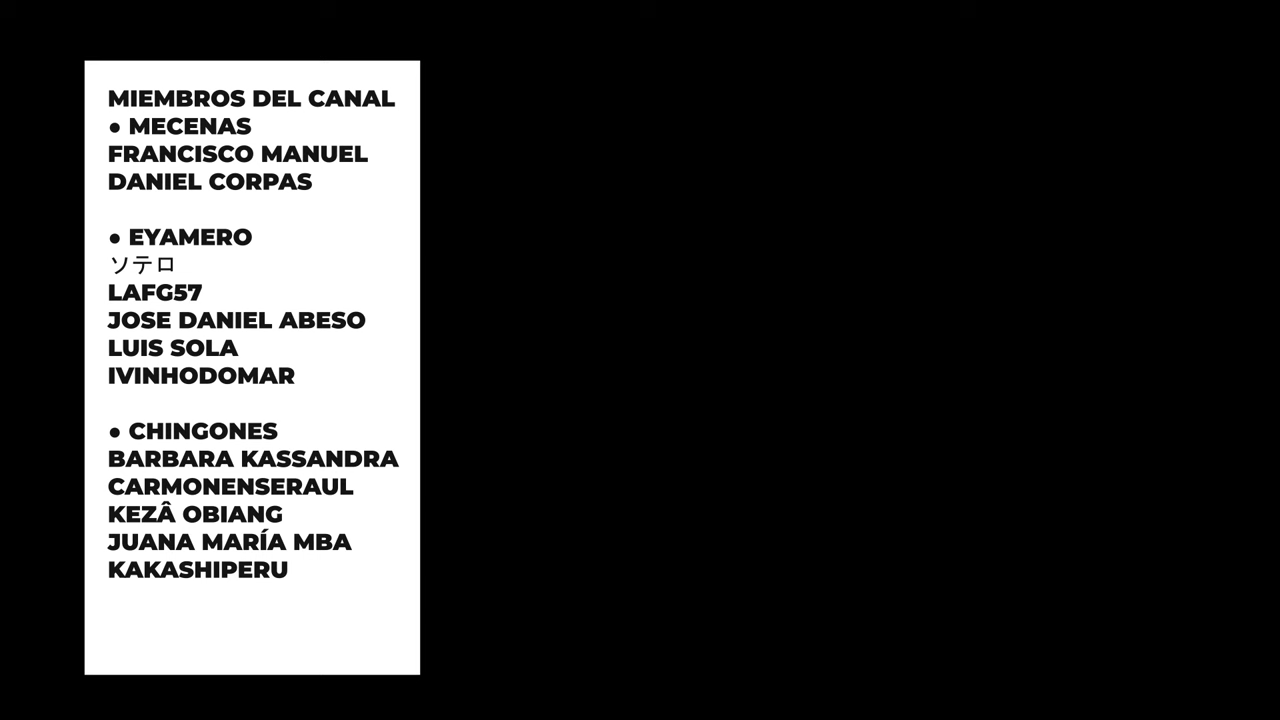 MIEMBROS DEL CANAL
● MECENAS
FRANCISCO MANUEL
DANIEL CORPAS
● EYAMERO
ソテロ
LAFG57
JOSE DANIEL ABESO
LUIS SOLA
IVINHODOMAR
● CHINGONES
BARBARA KASSANDRA
CARMONENSERAUL
KEZÂ OBIANG
JUANA MARÍA MBA
KAKASHIPERU